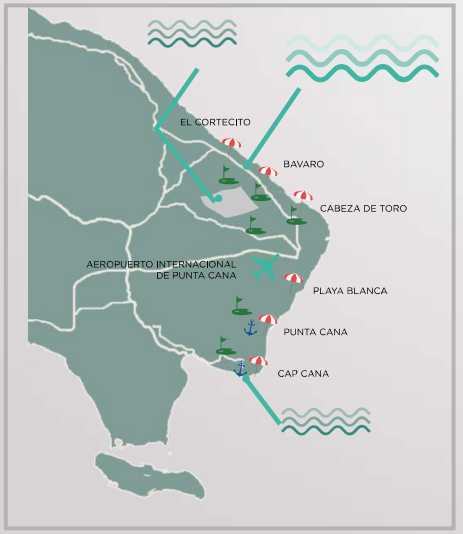 EL CORTECITO
BAVARO
CABEZA DE TORO
AEROPUERTO INTERNACIONAL
DE PUNTA CANA
PLAYA BLANCA
PUNTA CANA
CAP CANA